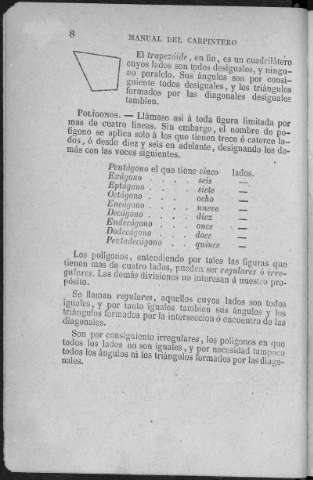 8
MANUAL DEL CARPINTERO
El trapezóide, en fin, es un cuadrilátero
cuyos lados son todos desiguales, y ningu-
no paralelo. Sus ángulos son por consi-
guiente todos desiguales, y los triángulos
formados por las diagonales desiguales
tambien.
Polígonos. — Llámase asi á toda figura limitada por
mas de cuatro líneas. Sin embargo, el nombre de po-
lígono se aplica solo á los que tienen trece ó catorce la-
dos, ó desde diez y seis en adelante, designando los de-
más con las voces siguientes.
Pentágono el que tiene cinco lados.
Exágono . . . . seis —
Eptágono . . . . siete —
Octágono . . . . ocho —
Eneágono . . . . nueve —
Decágono . . . . diez —
Endecágono . . . . once —
Dodecágono . . . . doce —
Pentadecágono . . . quince —
Los polígonos, entendiendo por tales las figuras que
tienen mas de cuatro lados, pueden ser regulares ó irre-
gulares. Las demás divisiones no interesan á nuestro pro-
pósito.
Se llaman regulares, aquellos cuyos lados son todos
iguales, y por tanto iguales tambien sus ángulos y los
triángulos formados por la interseccion ó encuentro de las
diagonales.
Son por consiguiente irregulares, los polígonos en que
todos los lados no son iguales, y por necesidad tampoco
todos los ángulos ni los triángulos formados por las diago-
nales.